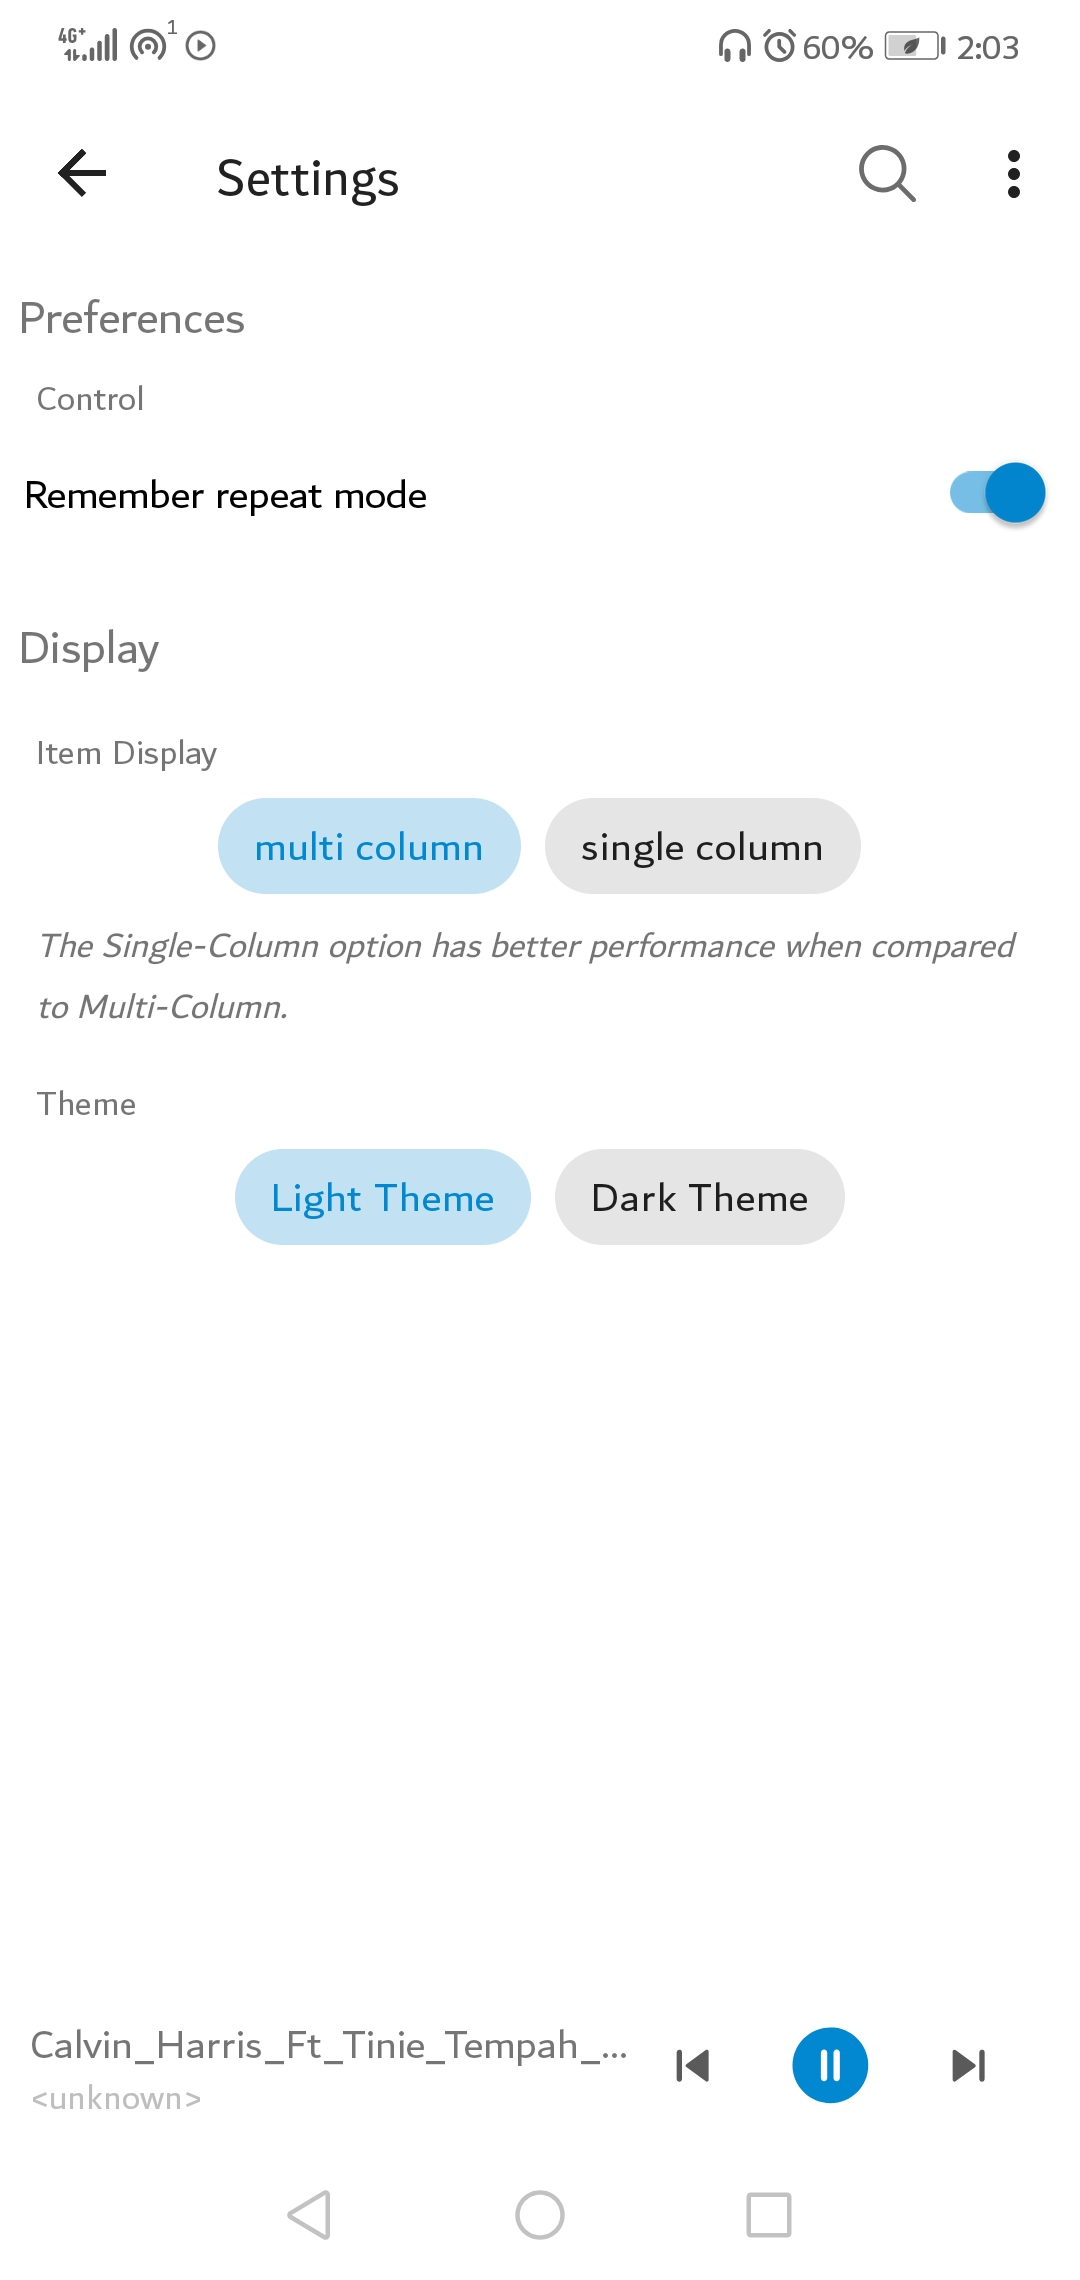 4G+ 1 60% 2:03
Settings
Preferences
Control
Remember repeat mode
Display
Item Display
multi column single column
The Single-Column option has better performance when compared
to Multi-Column.
Theme
Light Theme Dark Theme
Calvin_Harris_Ft_Tinie_Tempah_...
<unknown>